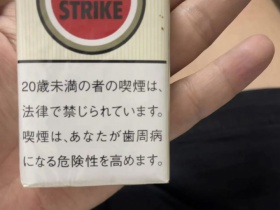 STRIKE
20歳未満の者の喫煙は、
法律で禁じられています。
喫煙は、あなたが歯周病
になる危険性を高めます。